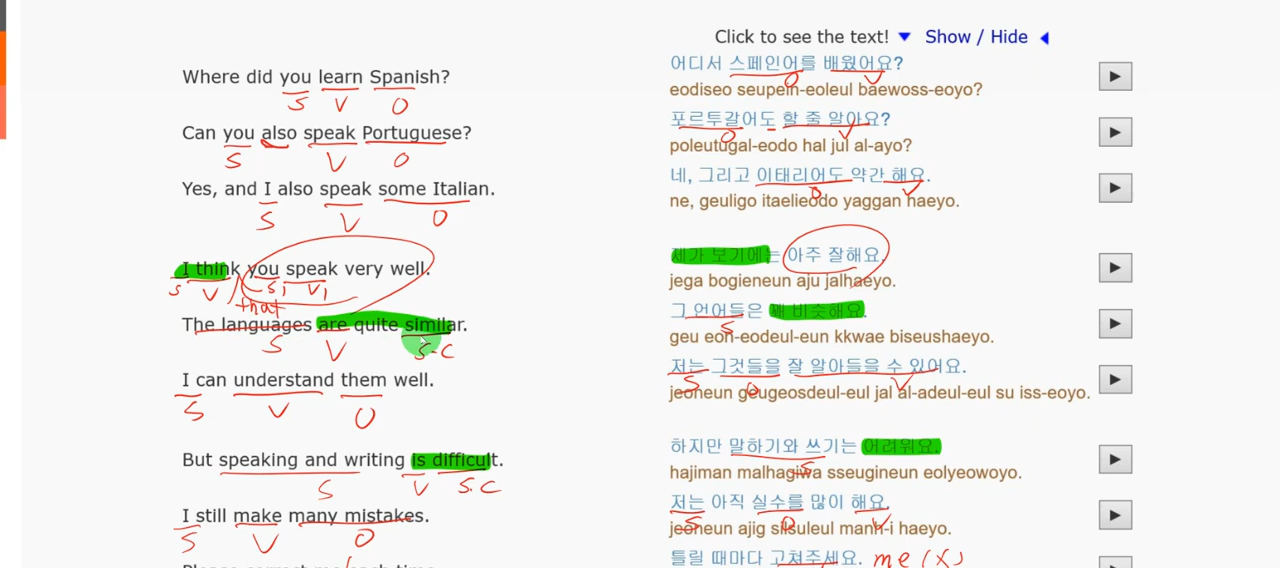 Click to see the text! ▼ Show / Hide ◀
Where did you learn Spanish?
S V O
Can you also speak Portuguese?
S V O
Yes, and I also speak some Italian.
S V O
I think you speak very well.
S V S1 V1
that
The languages are quite similar.
S V S.C
I can understand them well.
S V O
But speaking and writing is difficult.
S V S.C
I still make many mistakes.
S V O
Please correct me each time.
어디서 스페인어를 배웠어요?
O V
eodiseo seupein-eoleul baewoss-eoyo?
포르투갈어도 할 줄 알아요?
O V
poleutugal-eodo hal jul al-ayo?
네, 그리고 이태리어도 약간 해요.
O V
ne, geuligo itaelieodo yaggan haeyo.
제가 보기에는 아주 잘해요.
jega bogieneun aju jalhaeyo.
그 언어들은 꽤 비슷해요.
S
geu eon-eodeul-eun kkwae biseushaeyo.
저는 그것들을 잘 알아들을 수 있어요.
S O V
jeoneun geugeosdeul-eul jal al-adeul-eul su iss-eoyo.
하지만 말하기와 쓰기는 어려워요.
S
hajiman malhagiwa sseugineun eolyeowoyo.
저는 아직 실수를 많이 해요.
S O V
jeoneun ajig silsuleul manh-i haeyo.
틀릴 때마다 고쳐주세요. me (X)